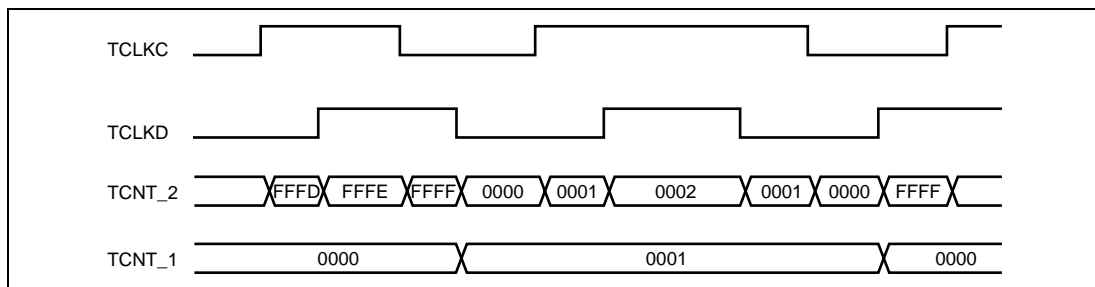 TCLKC
TCLKD
TCNT_2 FFFD FFFE FFFF 0000 0001 0002 0001 0000 FFFF
TCNT_1 0000 0001 0000